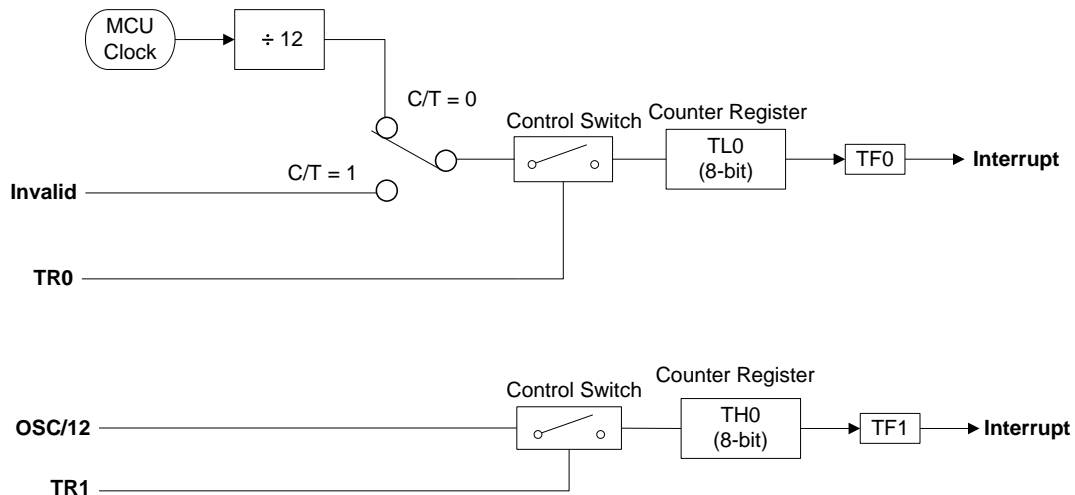 MCU
Clock
÷ 12
C/T = 0
Control Switch
Counter Register
TL0
(8-bit)
TF0
Interrupt
C/T = 1
Invalid
TR0
Control Switch
Counter Register
OSC/12
TH0
(8-bit)
TF1
Interrupt
TR1